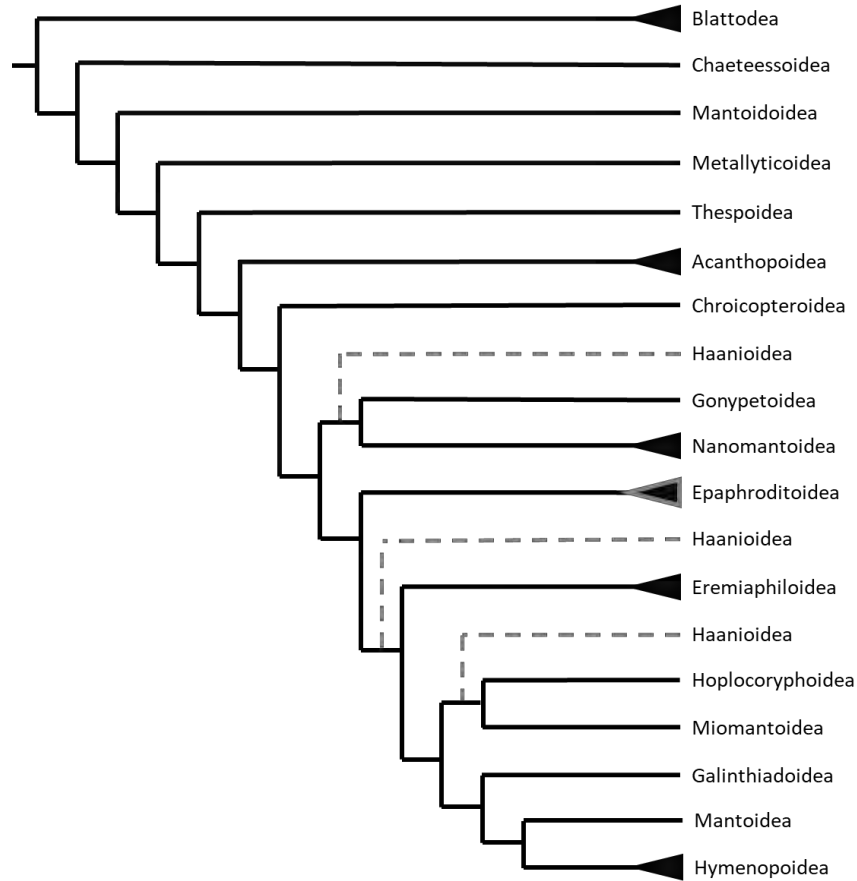 Blattodea
Chaeteessoidea
Mantoidoidea
Metallyticoidea
Thespoidea
Acanthopoidea
Chroicopteroidea
Haanioidea
Gonypetoidea
Nanomantoidea
Epaphroditoidea
Haanioidea
Eremiaphiloidea
Haanioidea
Hoplocoryphoidea
Miomantoidea
Galinthiadoidea
Mantoidea
Hymenopoidea